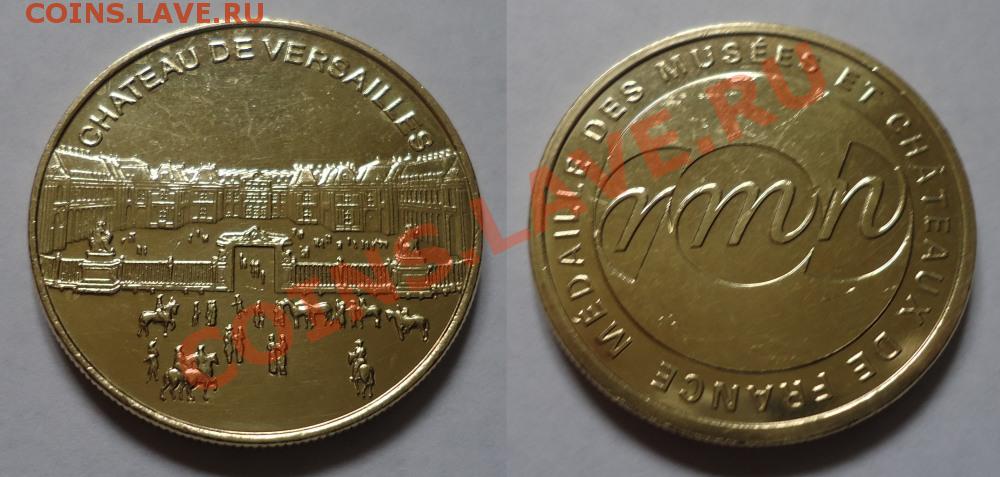 COINS.LAVE.RU
CHATEAU DE VERSAILLES
MÉDAILLE DES MUSÉES ET CHÂTEAUX DE FRANCE
rmn
COINS.LAVE.RU